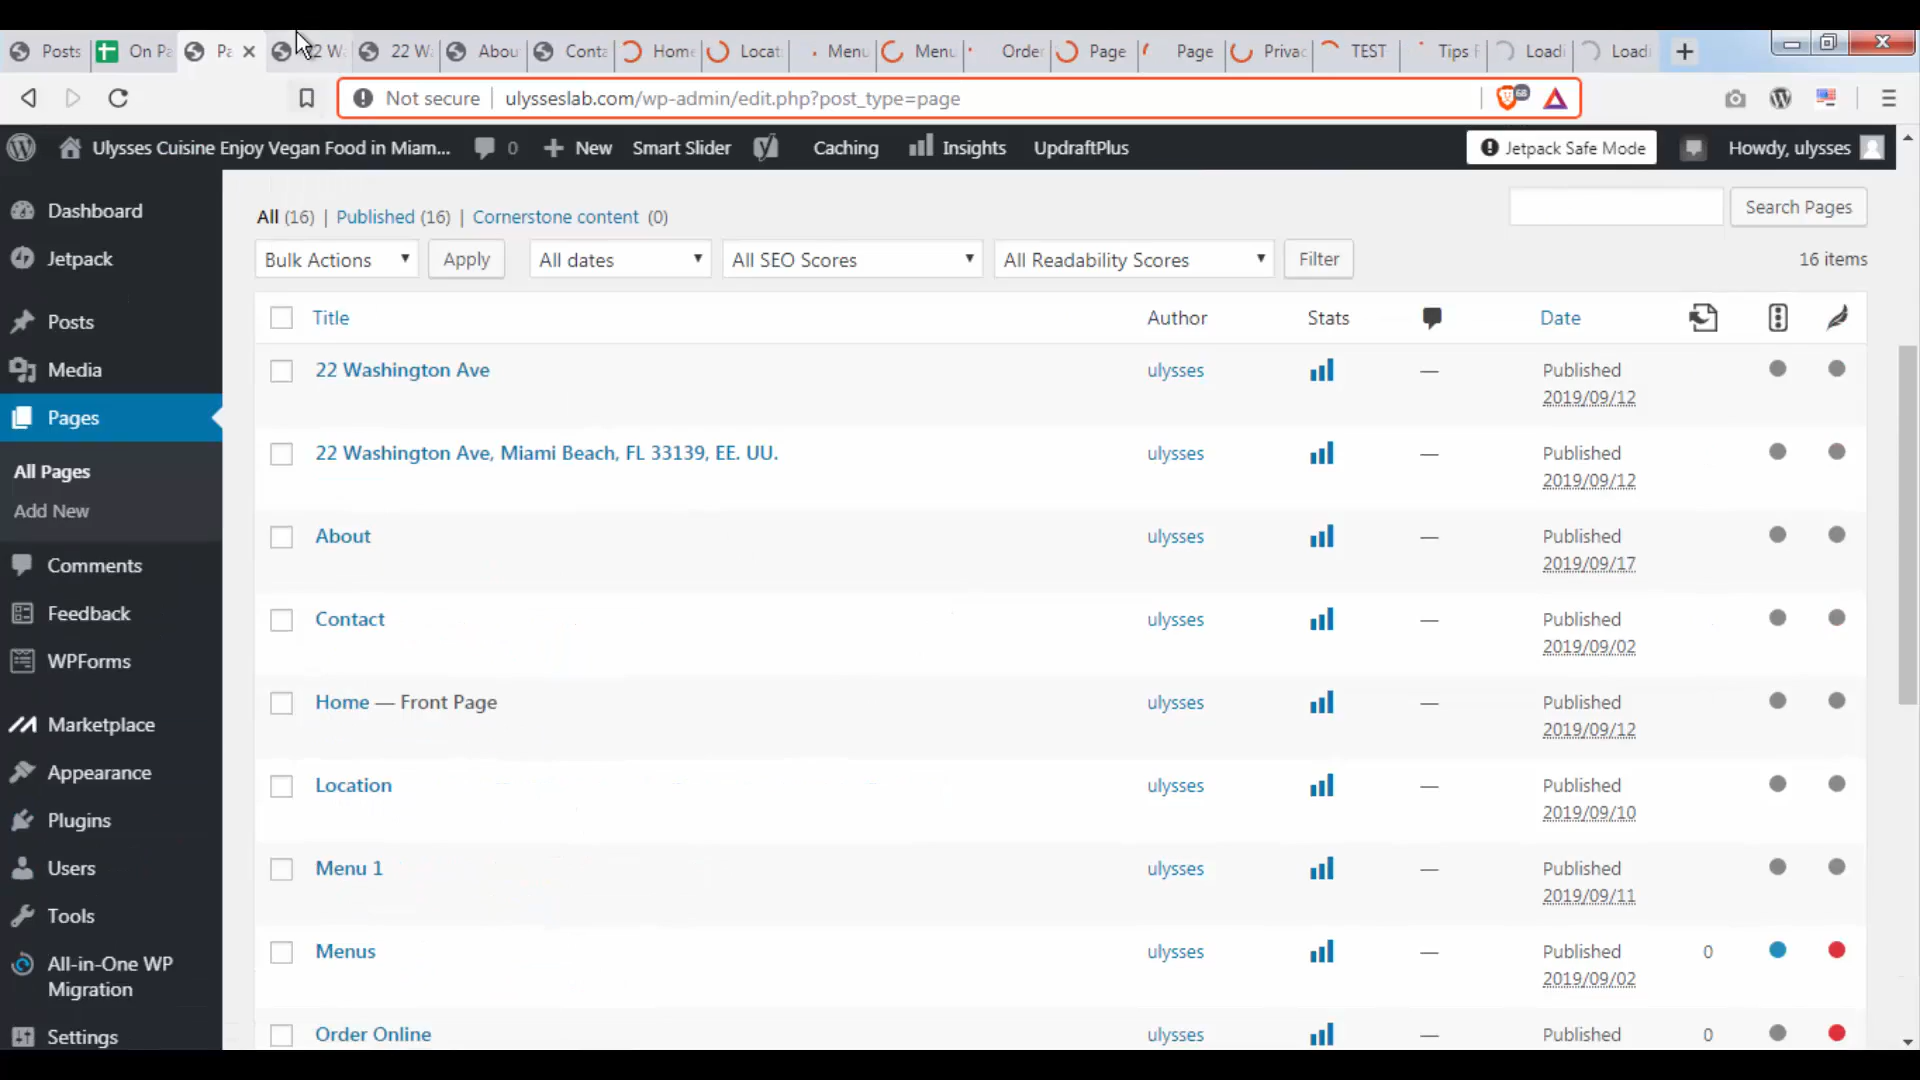 Posts On Pa Pa 22 W 22 W Abou Conta Home Locat Menu Menu Order Page Page Privac TEST Tips F Loadi Loadi
Not secure ulysseslab.com/wp-admin/edit.php?post_type=page 68
Ulysses Cuisine Enjoy Vegan Food in Miam... 0 New Smart Slider Caching Insights UpdraftPlus Jetpack Safe Mode Howdy, ulysses
Dashboard
Jetpack
Posts
Media
Pages
All Pages
Add New
Comments
Feedback
WPForms
Marketplace
Appearance
Plugins
Users
Tools
All-in-One WP
Migration
Settings
All (16) | Published (16) | Cornerstone content (0)
Search Pages
Bulk Actions Apply All dates All SEO Scores All Readability Scores Filter 16 items
Title Author Stats Date
22 Washington Ave ulysses — Published
2019/09/12
22 Washington Ave, Miami Beach, FL 33139, EE. UU. ulysses — Published
2019/09/12
About ulysses — Published
2019/09/17
Contact ulysses — Published
2019/09/02
Home — Front Page ulysses — Published
2019/09/12
Location ulysses — Published
2019/09/10
Menu 1 ulysses — Published
2019/09/11
Menus ulysses — Published 0
2019/09/02
Order Online ulysses — Published 0